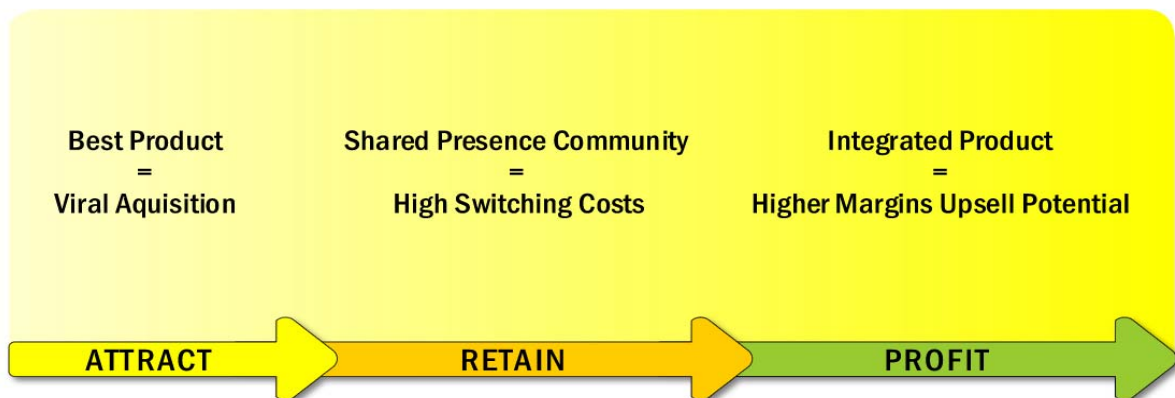 Best Product
=
Viral Aquisition
Shared Presence Community
=
High Switching Costs
Integrated Product
=
Higher Margins Upsell Potential
ATTRACT
RETAIN
PROFIT